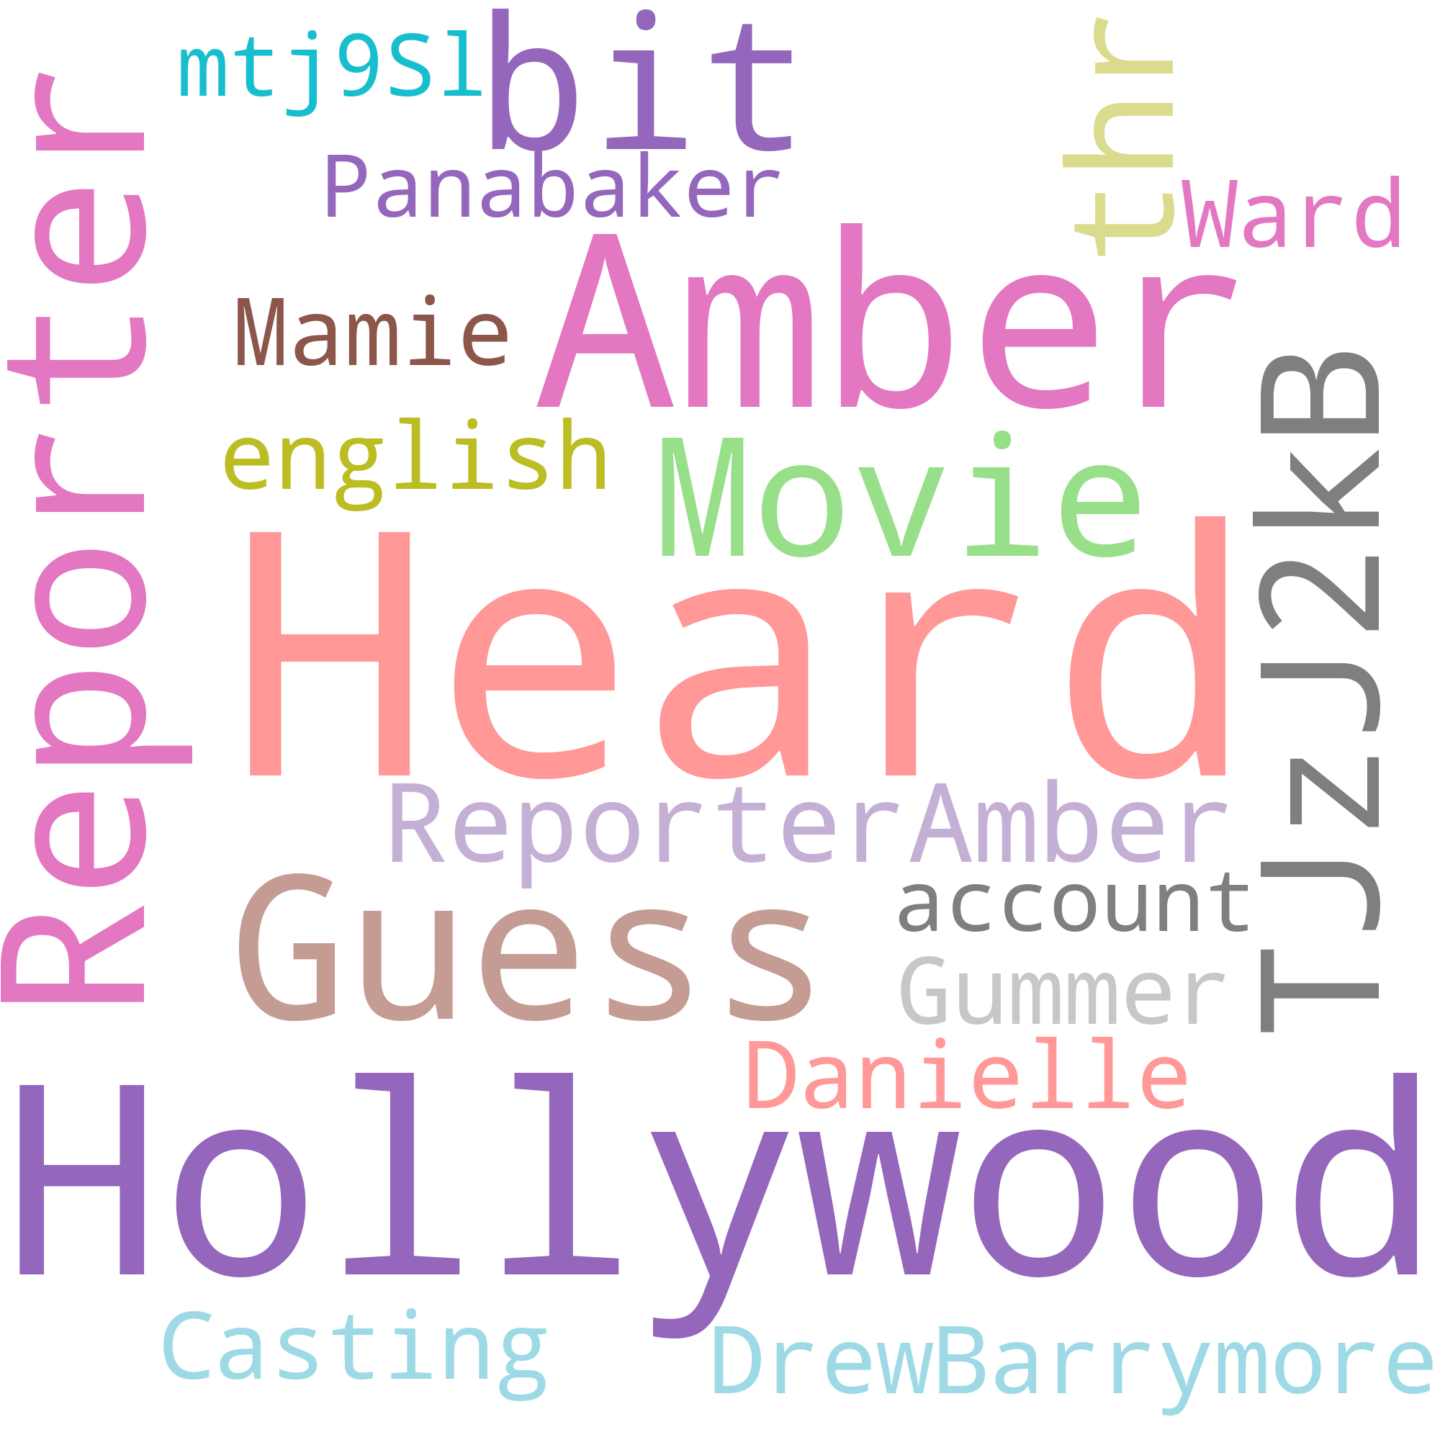 mtj9Sl
bit
thr
Reporter
Panabaker
Ward
Amber
Mamie
TJzJ2kB
english
Movie
Heard
ReporterAmber
Guess
account
Gummer
Danielle
Hollywood
Casting
DrewBarrymore